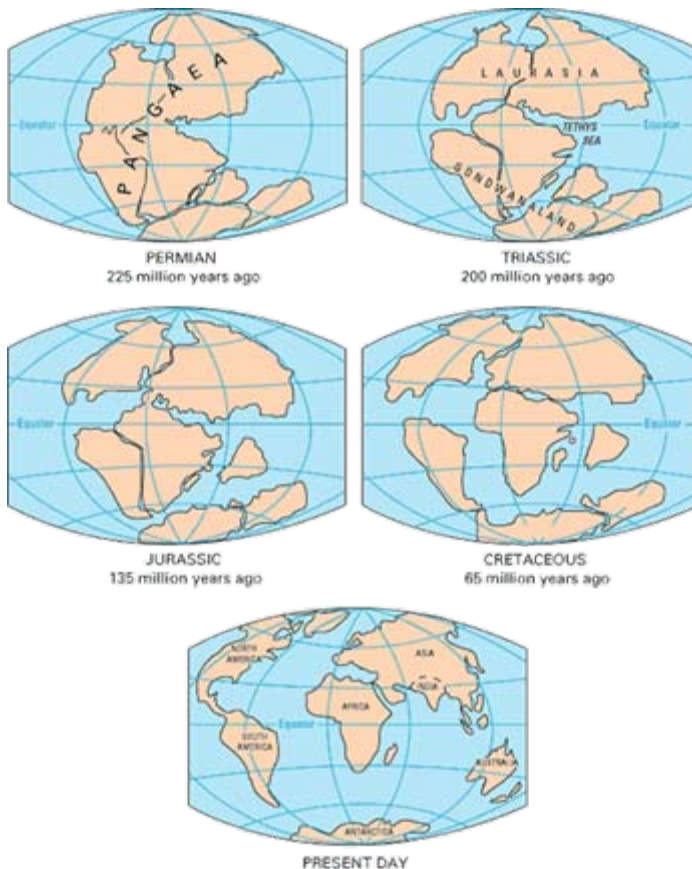 PANGAEA
Equator
PERMIAN
225 million years ago
LAURASIA
TETHYS
SEA
Equator
GONDWANALAND
TRIASSIC
200 million years ago
Equator
JURASSIC
135 million years ago
Equator
CRETACEOUS
65 million years ago
NORTH
AMERICA
ASIA
INDIA
AFRICA
Equator
SOUTH
AMERICA
AUSTRALIA
ANTARCTICA
PRESENT DAY